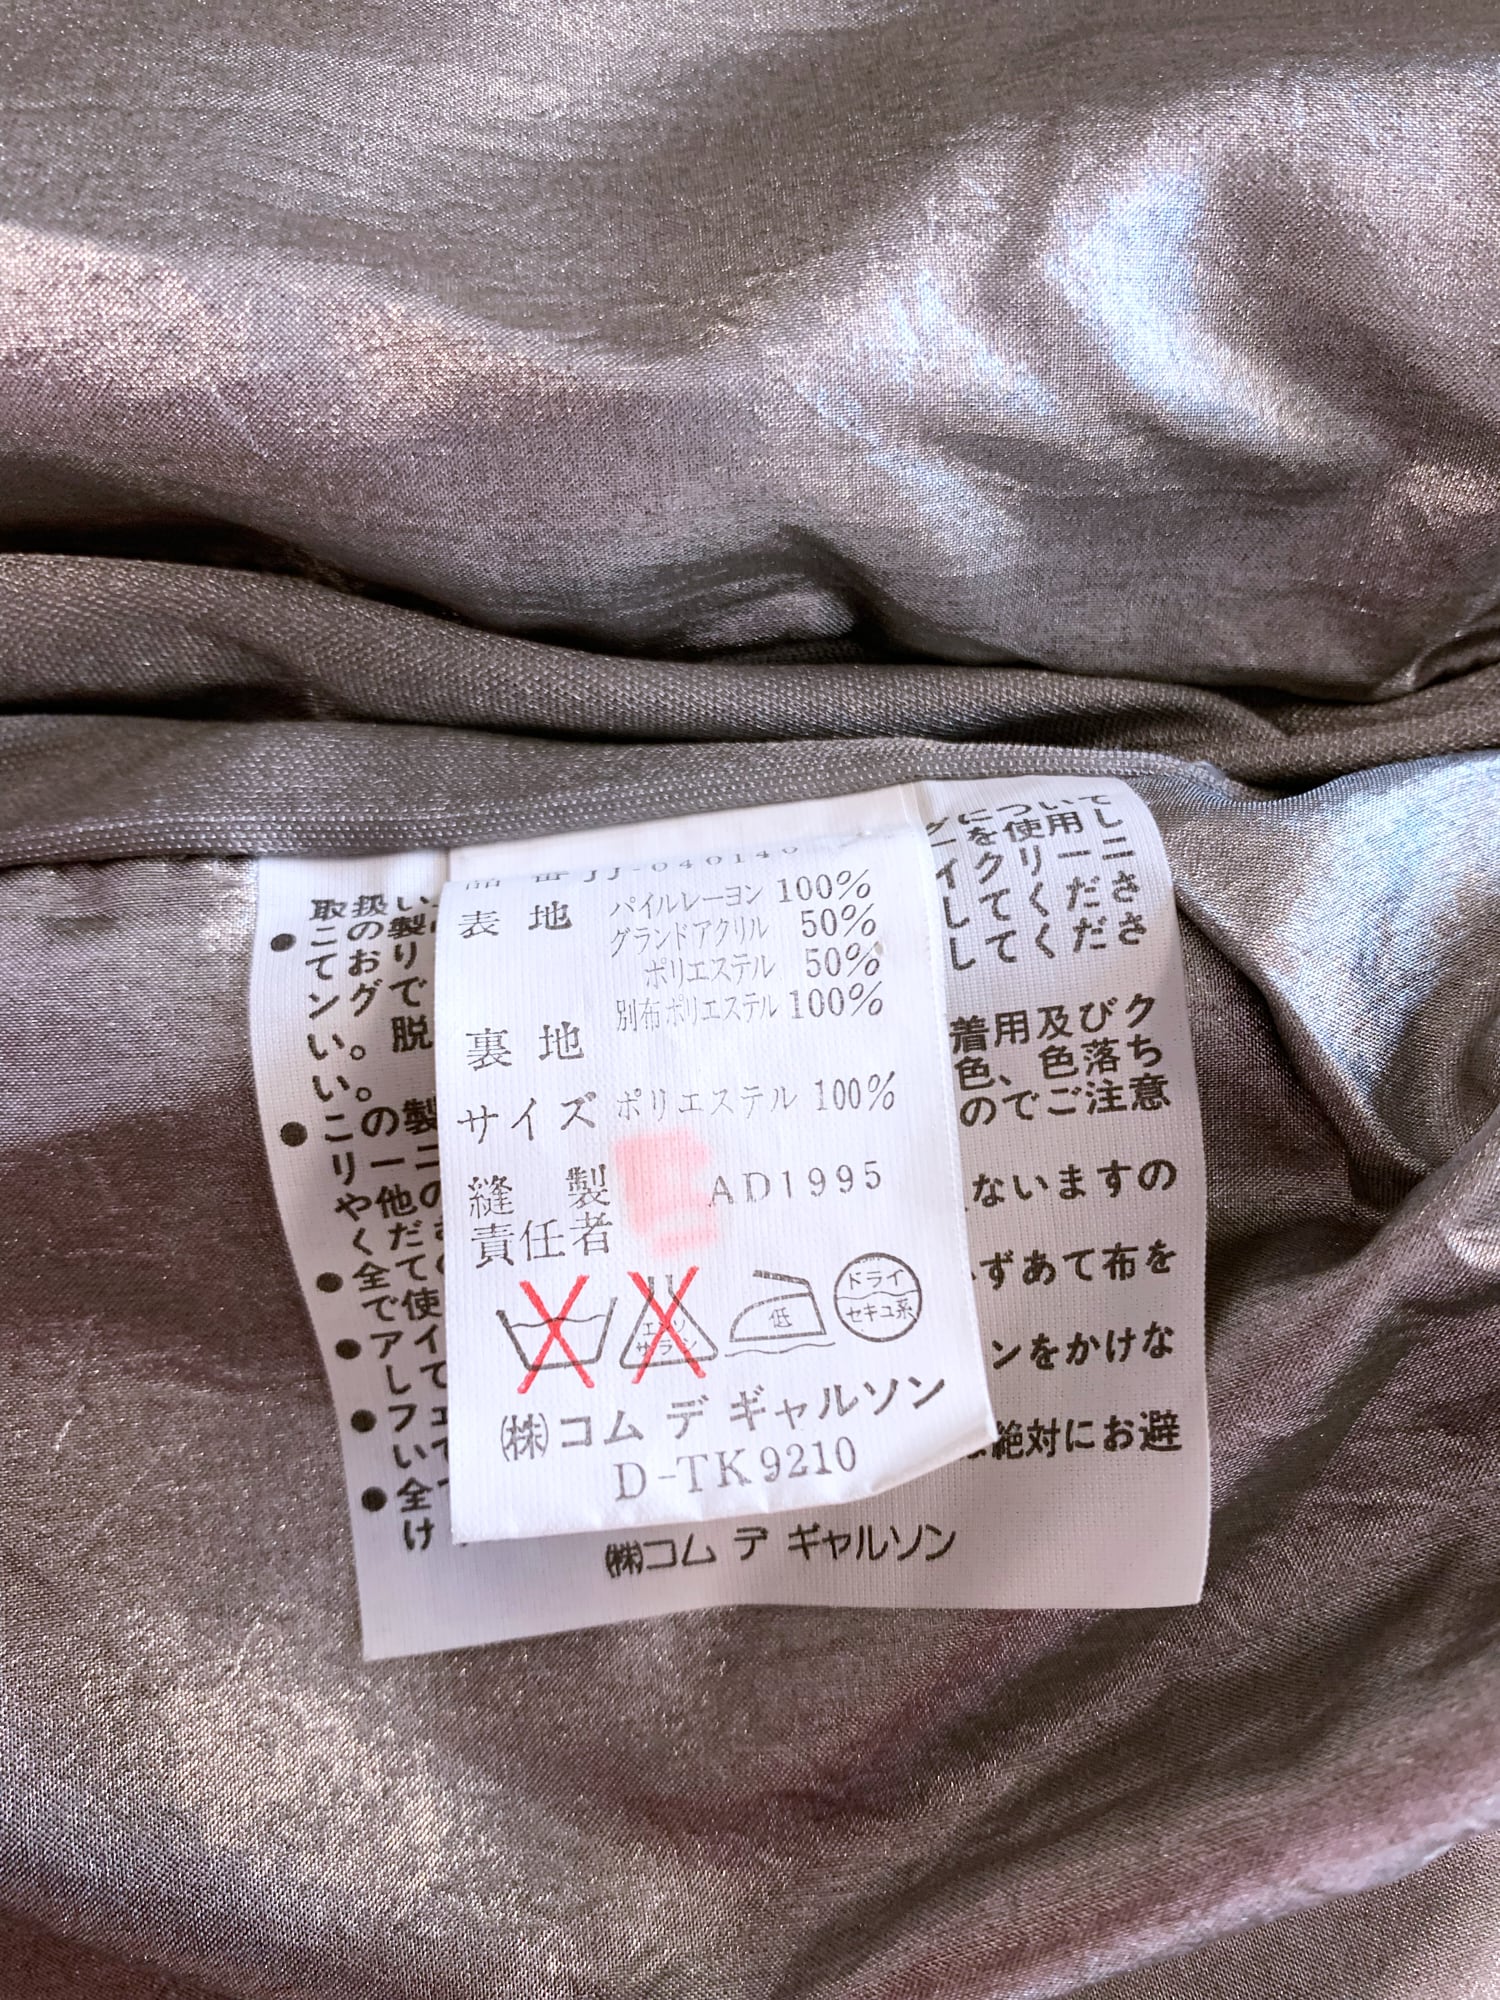 品 番 JJ-040140
表 地 パイルレーヨン 100%
グランドアクリル 50%
ポリエステル 50%
別布ポリエステル 100%
裏 地
サイズ ポリエステル 100%
縫 製 AD1995
責任者
エンソ
サラシ
低
ドライ
セキユ系
㈱コム デ ギャルソン
D-TK9210
取扱い
● この製
てお り
ング で
い。 脱
い。
● この製
リーニ
や他の
くださ
● 全ての
で使
● アイ
して
● フェ
いて
● 全て
け
グについて
を使用し
イクリーニ
してくださ
してくださ
着用及びク
色、色落ち
のでご注意
ないますの
ずあて布を
ンをかけな
絶対にお避
㈱コム デ ギャルソン